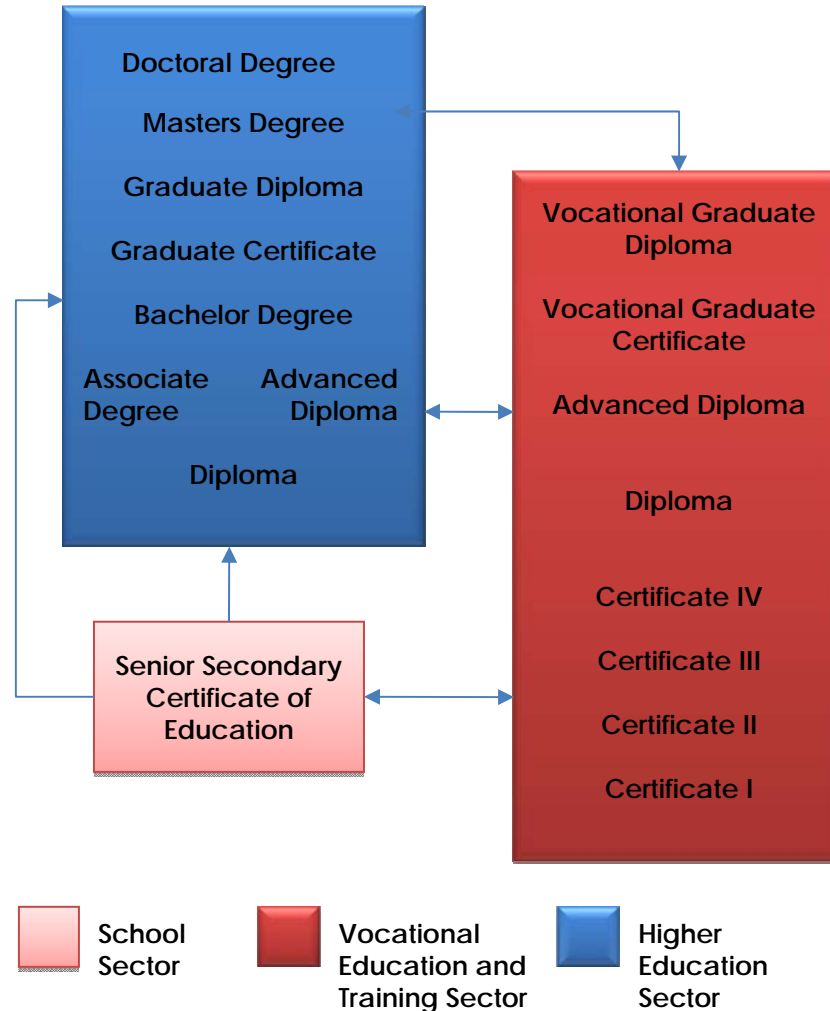 Doctoral Degree
Masters Degree
Graduate Diploma
Graduate Certificate
Bachelor Degree
Associate
Degree
Advanced
Diploma
Diploma
Vocational Graduate
Diploma
Vocational Graduate
Certificate
Advanced Diploma
Diploma
Certificate IV
Certificate III
Certificate II
Certificate I
Senior Secondary
Certificate of
Education
School
Sector
Vocational
Education and
Training Sector
Higher
Education
Sector